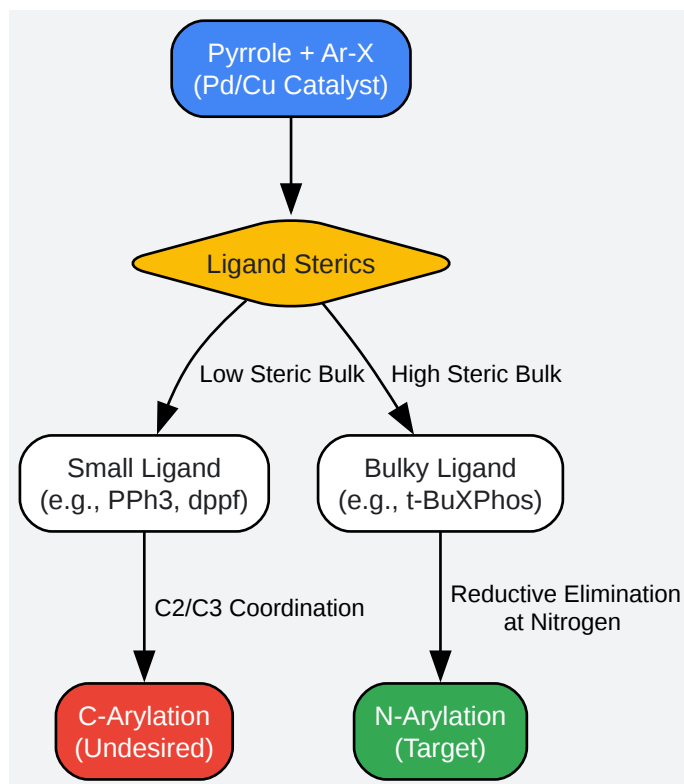 Pyrrole + Ar-X
(Pd/Cu Catalyst)
Ligand Sterics
Low Steric Bulk
High Steric Bulk
Small Ligand
(e.g., PPh3, dppf)
Bulky Ligand
(e.g., t-BuXPhos)
C2/C3 Coordination
Reductive Elimination
at Nitrogen
C-Arylation
(Undesired)
N-Arylation
(Target)